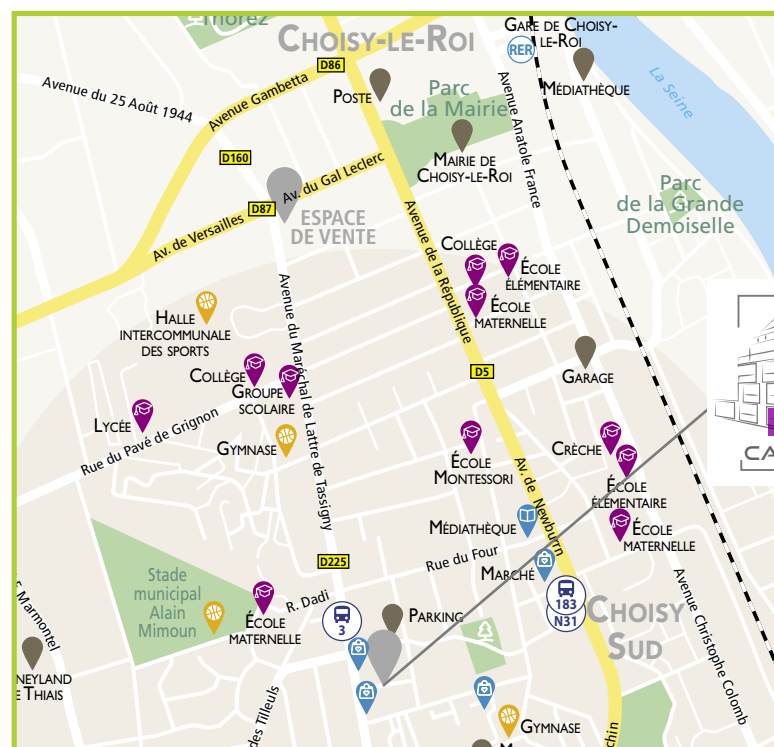 Thorez
CHOISY-LE-ROI
GARE DE CHOISY-
LE-ROI
RER
La Seine
D86
Avenue du 25 Août 1944
Avenue Gambetta
POSTE
Parc
de la Mairie
MÉDIATHÈQUE
Avenue Anatole France
MAIRIE DE
CHOISY-LE-ROI
D160
Av. du Gal Leclerc
D87
Av. de Versailles
ESPACE
DE VENTE
Parc
de la Grande
Demoiselle
Avenue de la République
COLLÈGE
ÉCOLE
ÉLÉMENTAIRE
ÉCOLE
MATERNELLE
HALLE
INTERCOMMUNALE
DES SPORTS
Avenue du Maréchal de Lattre de Tassigny
COLLÈGE
GROUPE
SCOLAIRE
D5
GARAGE
LYCÉE
Rue du Pavé de Grignon
GYMNASE
ÉCOLE
MONTESSORI
CRÈCHE
CA
ÉCOLE
ÉLÉMENTAIRE
Av. de Newburn
MÉDIATHÈQUE
ÉCOLE
MATERNELLE
D225
Rue du Four
MARCHÉ
Stade
municipal
Alain
Mimoun
R. Dadi
ÉCOLE
MATERNELLE
3
PARKING
183
N31
CHOISY
SUD
Marmontel
NEYLAND
E THIAIS
Avenue Christophe Colomb
des Tilleuls
GYMNASE
chin
M